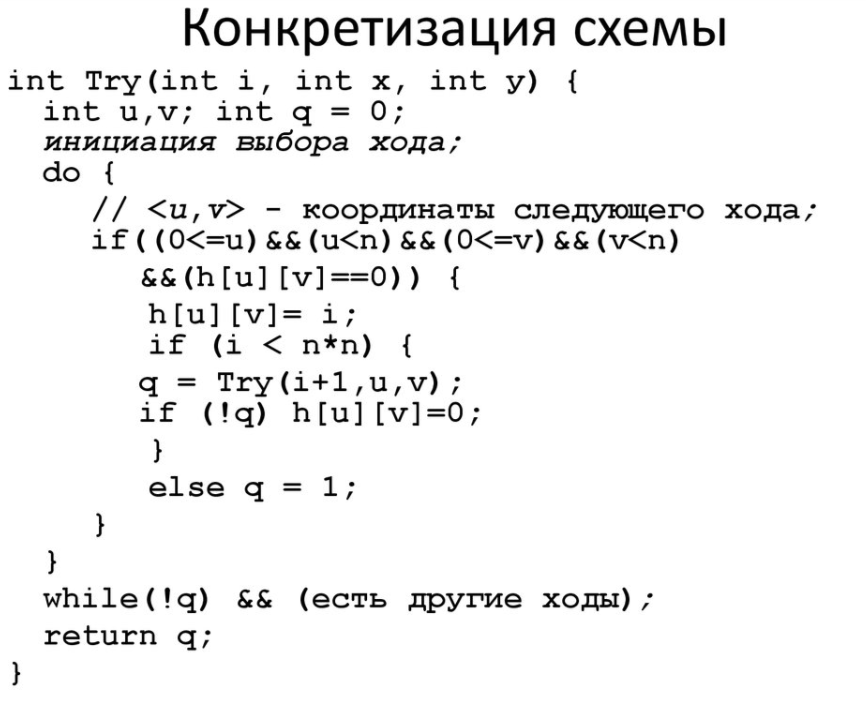 Конкретизация схемы
int Try(int i, int x, int y) {
int u,v; int q = 0;
инициация выбора хода;
do {
// <u,v> - координаты следующего хода;
if((0<=u)&&(u<n)&&(0<=v)&&(v<n)
&&(h[u][v]==0)) {
h[u][v]= i;
if (i < n*n) {
q = Try(i+1,u,v);
if (!q) h[u][v]=0;
}
else q = 1;
}
}
while(!q) && (есть другие ходы);
return q;
}